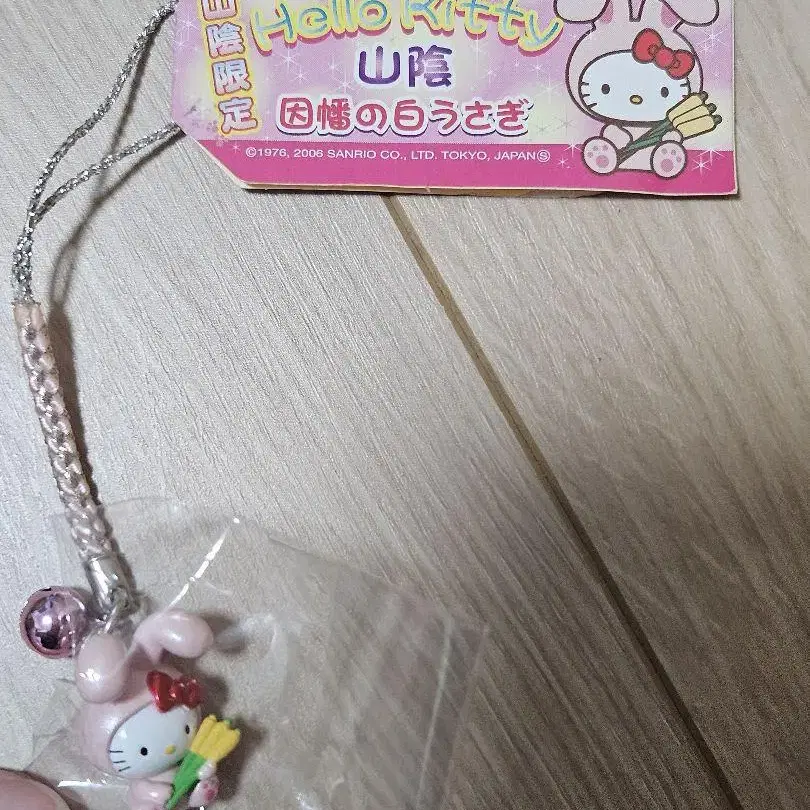 山陰限定
Hello Kitty
山陰
因幡の白うさぎ
©1976, 2006 SANRIO CO., LTD. TOKYO, JAPAN Ⓢ